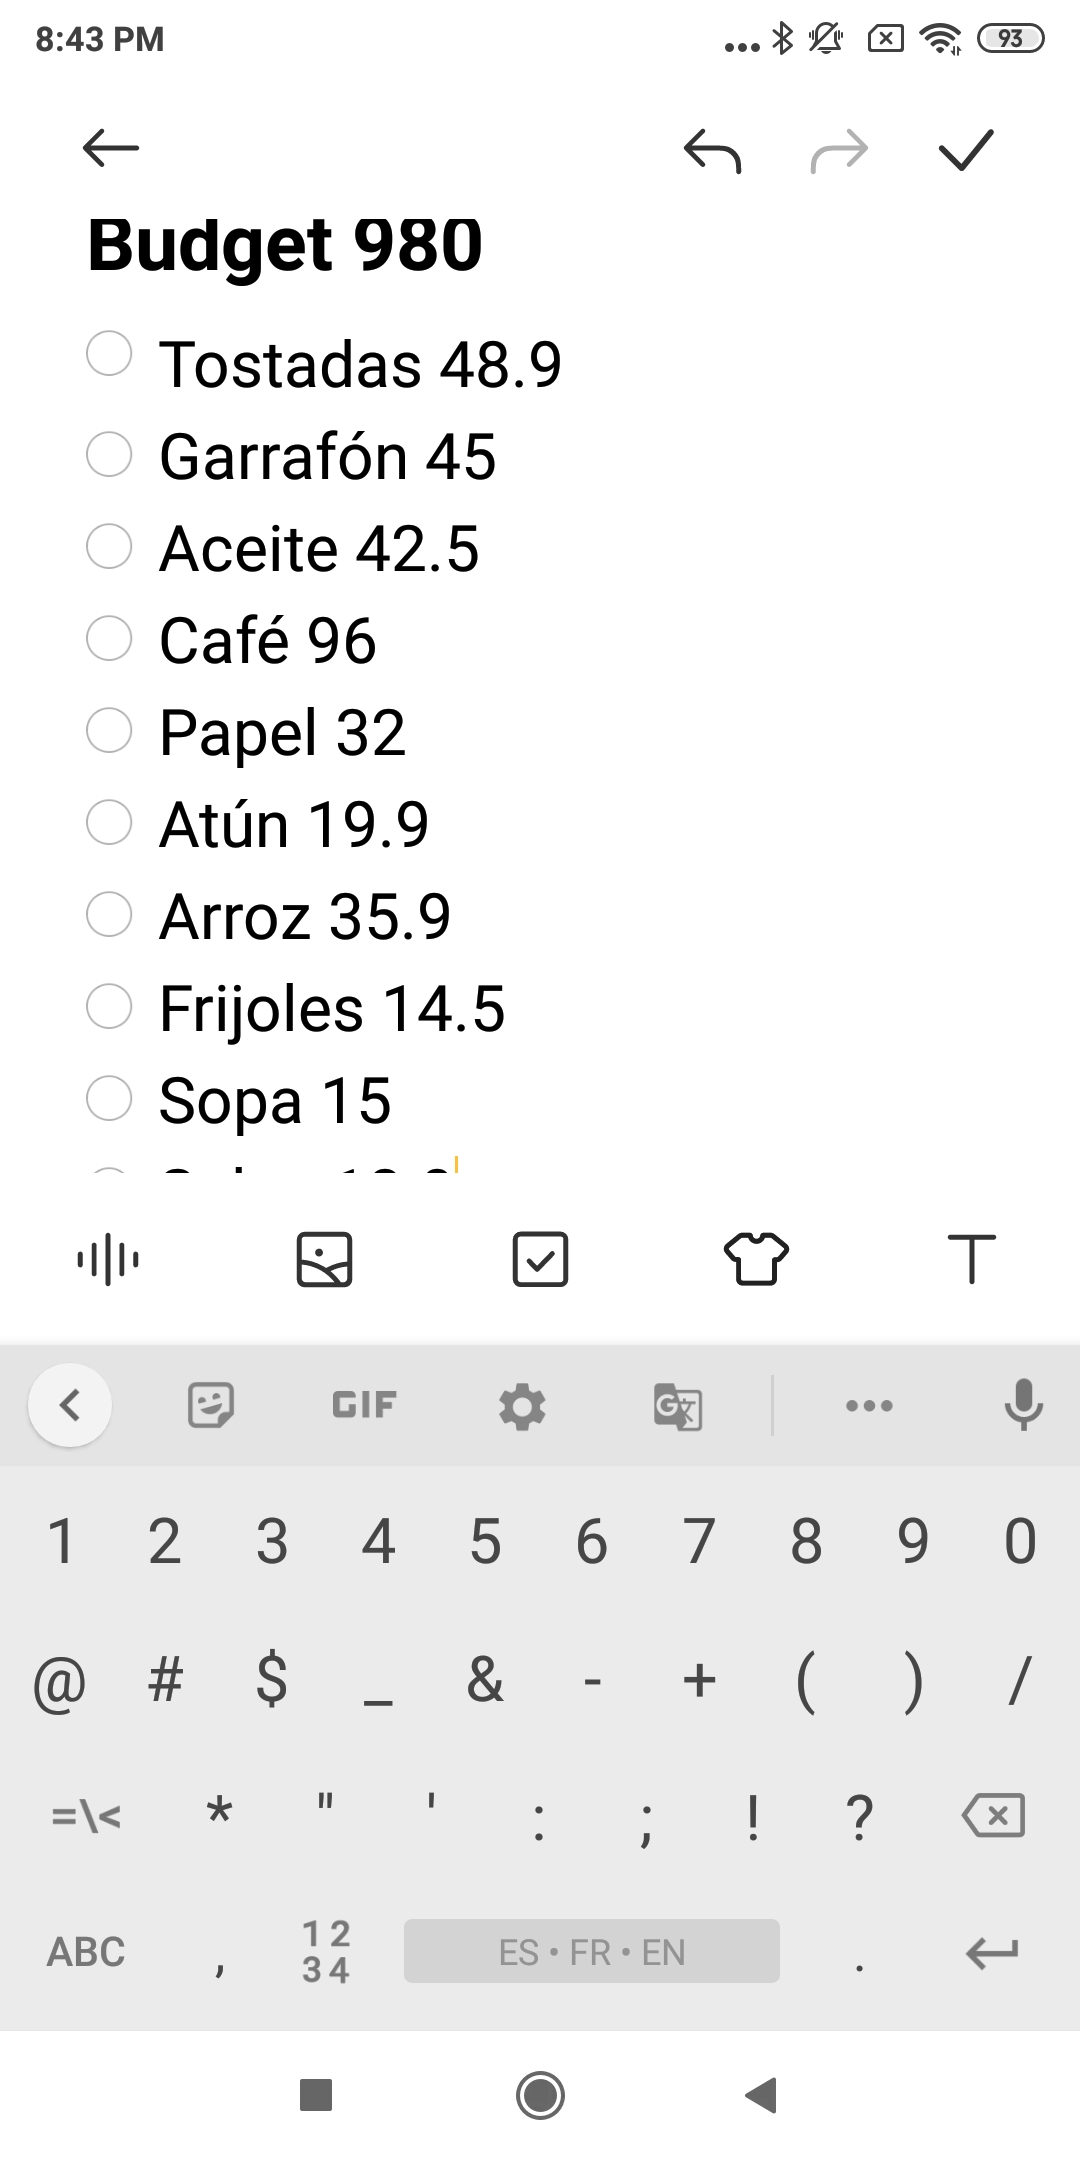 8:43 PM
93
Budget 980
Tostadas 48.9
Garrafón 45
Aceite 42.5
Café 96
Papel 32
Atún 19.9
Arroz 35.9
Frijoles 14.5
Sopa 15
T
GIF
G文
1 2 3 4 5 6 7 8 9 0
@ # $ _ & - + ( ) /
=\< * " ' : ; ! ?
ABC , 12 34 ES • FR • EN .